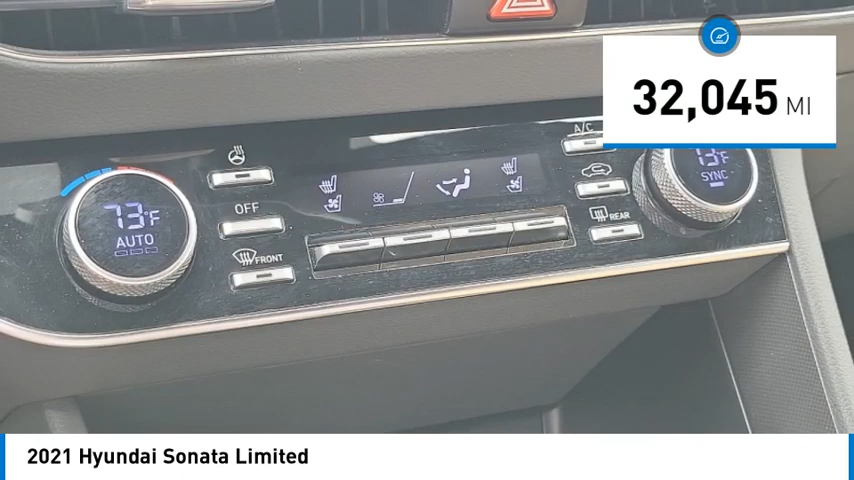 32,045 MI
A/C
73°F
AUTO
OFF
FRONT
73°F
SYNC
REAR
2021 Hyundai Sonata Limited